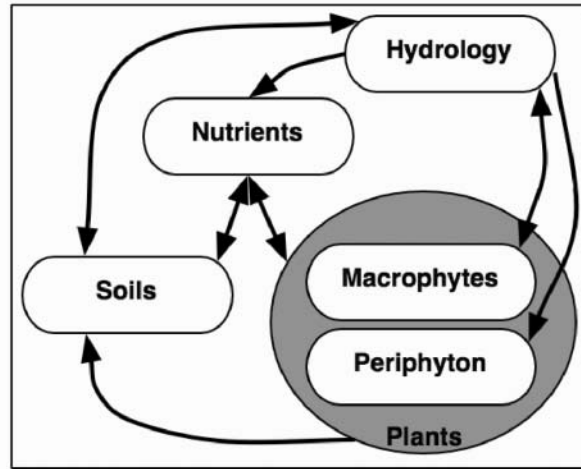 Hydrology
Nutrients
Macrophytes
Soils
Periphyton
Plants